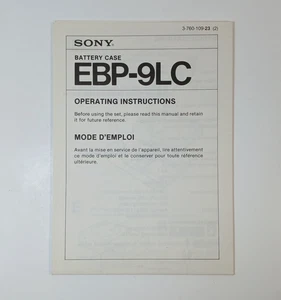 3-760-109-22 (2)
SONY.
BATTERY CASE
EBP-9LC
OPERATING INSTRUCTIONS
Before using the set, please read this manual and retain
it for future reference.
MODE D'EMPLOI
Avant la mise en service de l'appareil, lire attentivement
ce mode d'emploi et le conserver pour toute référence
ultérieure.